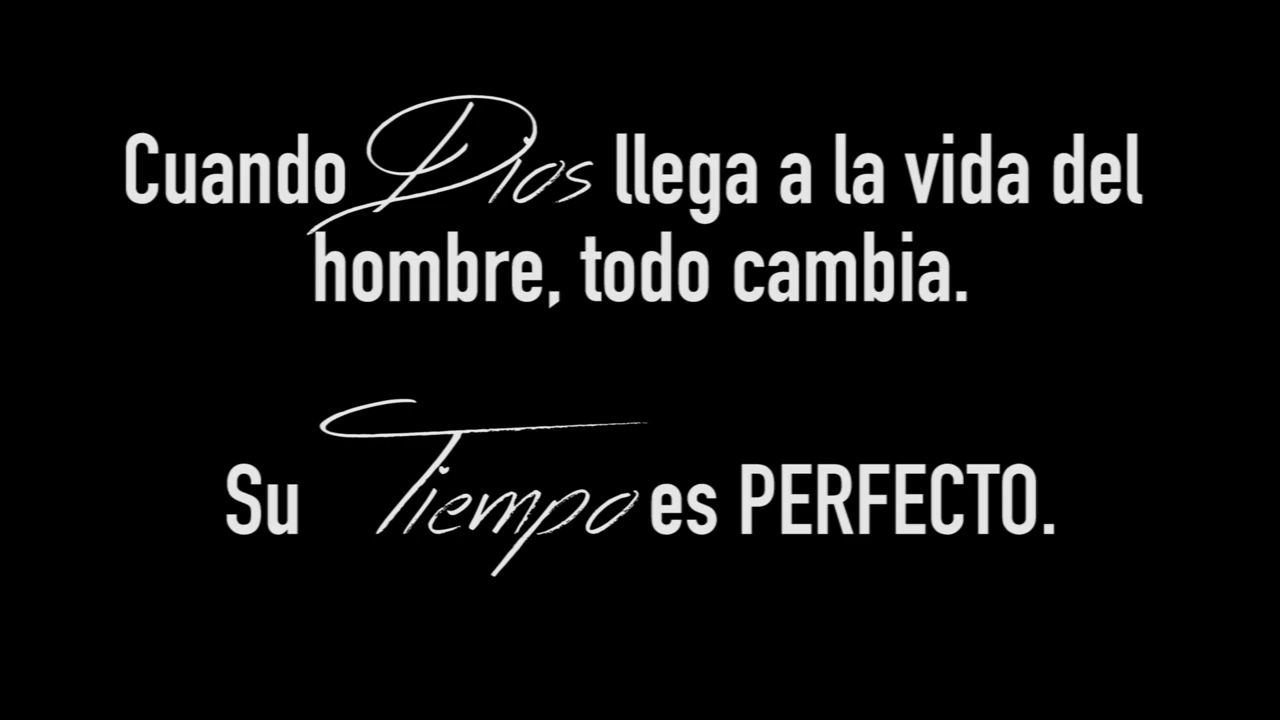 Cuando Dios llega a la vida del
hombre, todo cambia.
Su Tiempo es PERFECTO.